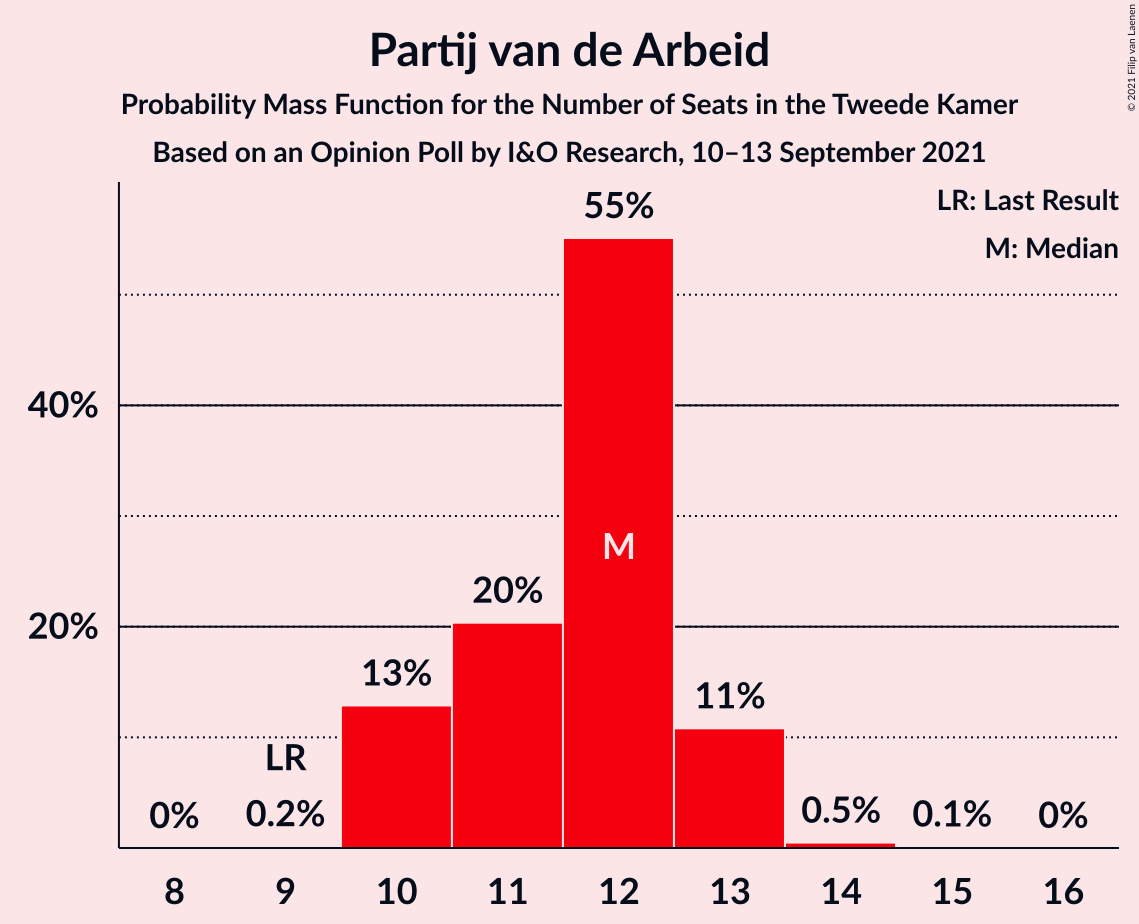 Partij van de Arbeid
Probability Mass Function for the Number of Seats in the Tweede Kamer
Based on an Opinion Poll by I&O Research, 10–13 September 2021
© 2021 Filip van Laenen
LR: Last Result
M: Median
55%
40%
M
20%
20%
13%
11%
LR
0%
0.2%
0.5%
0.1%
0%
8 9 10 11 12 13 14 15 16